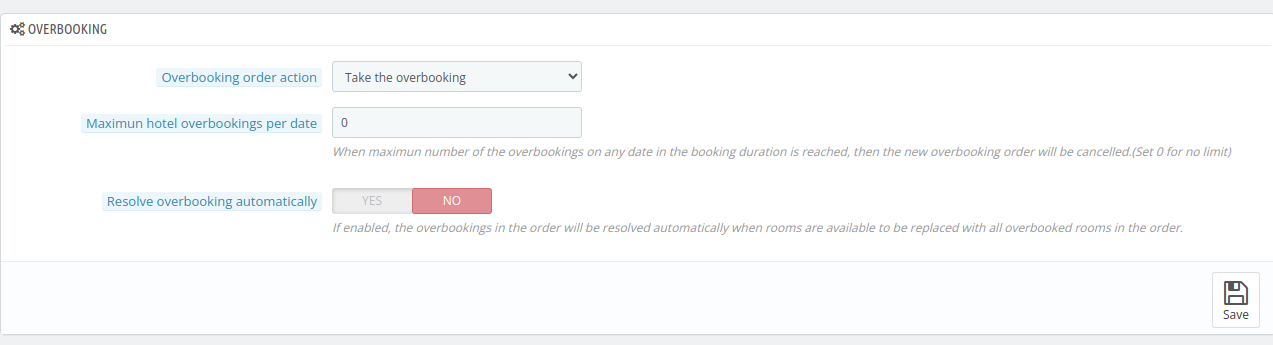 OVERBOOKING
Overbooking order action Take the overbooking
Maximun hotel overbookings per date 0
When maximun number of the overbookings on any date in the booking duration is reached, then the new overbooking order will be cancelled.(Set 0 for no limit)
Resolve overbooking automatically YES NO
If enabled, the overbookings in the order will be resolved automatically when rooms are available to be replaced with all overbooked rooms in the order.
Save